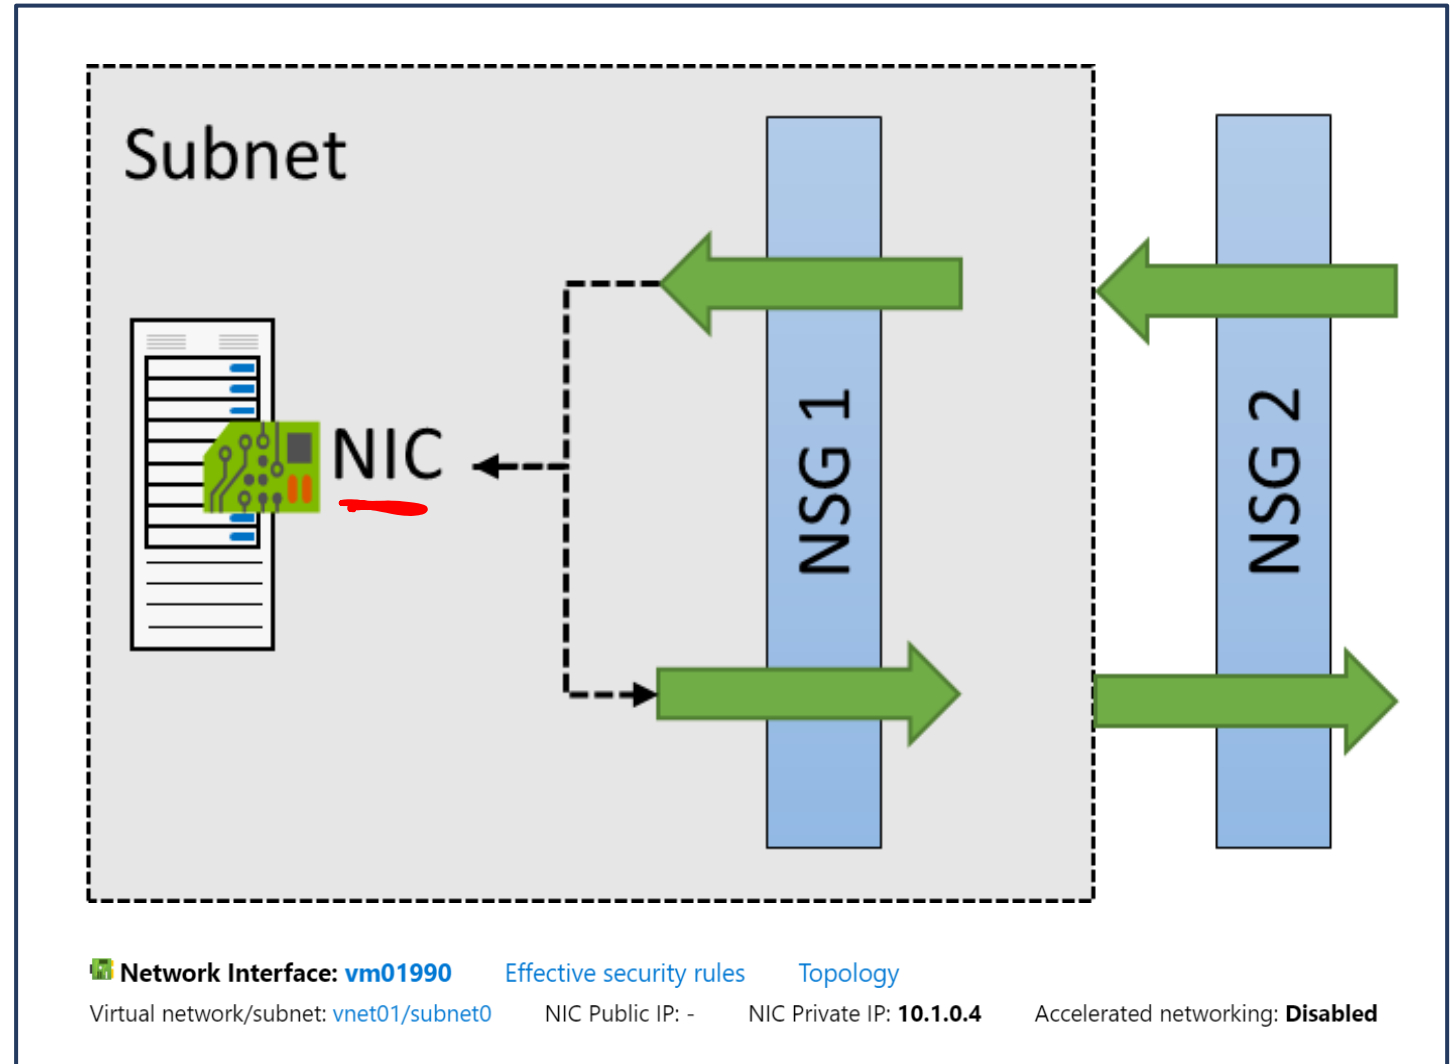 Subnet
NIC
NSG 1
NSG 2
Network Interface: vm01990 Effective security rules Topology
Virtual network/subnet: vnet01/subnet0 NIC Public IP: - NIC Private IP: 10.1.0.4 Accelerated networking: Disabled